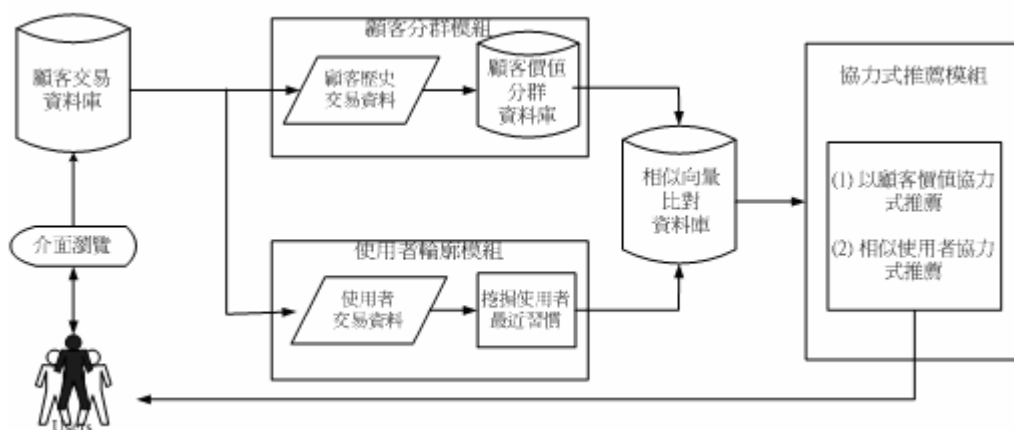 顧客交易
資料庫
介面瀏覽
Users
顧客分群模組
顧客歷史
交易資料
顧客價值
分群
資料庫
使用者輪廓模組
使用者
交易資料
挖掘使用者
最近習慣
相似向量
比對
資料庫
協力式推薦模組
(1) 以顧客價值協力
式推薦
(2) 相似使用者協力
式推薦